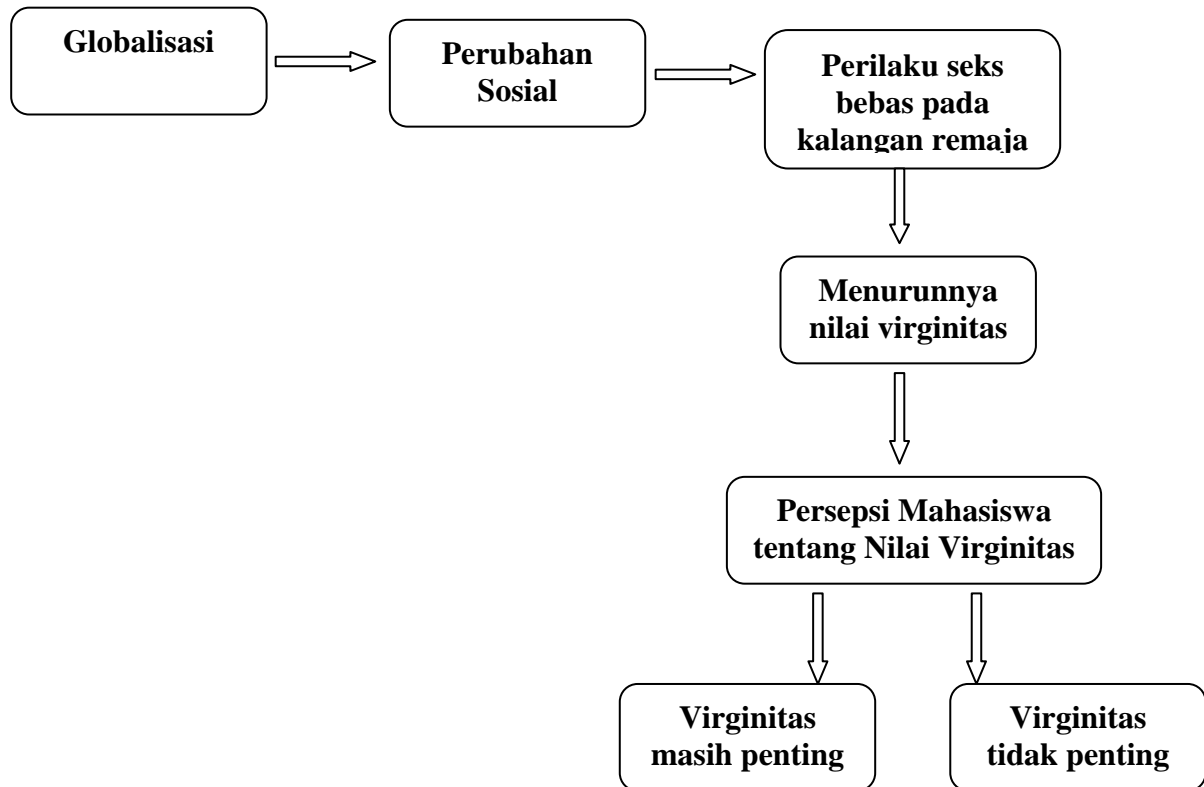 Globalisasi
Perubahan
Sosial
Perilaku seks
bebas pada
kalangan remaja
Menurunnya
nilai virginitas
Persepsi Mahasiswa
tentang Nilai Virginitas
Virginitas
masih penting
Virginitas
tidak penting